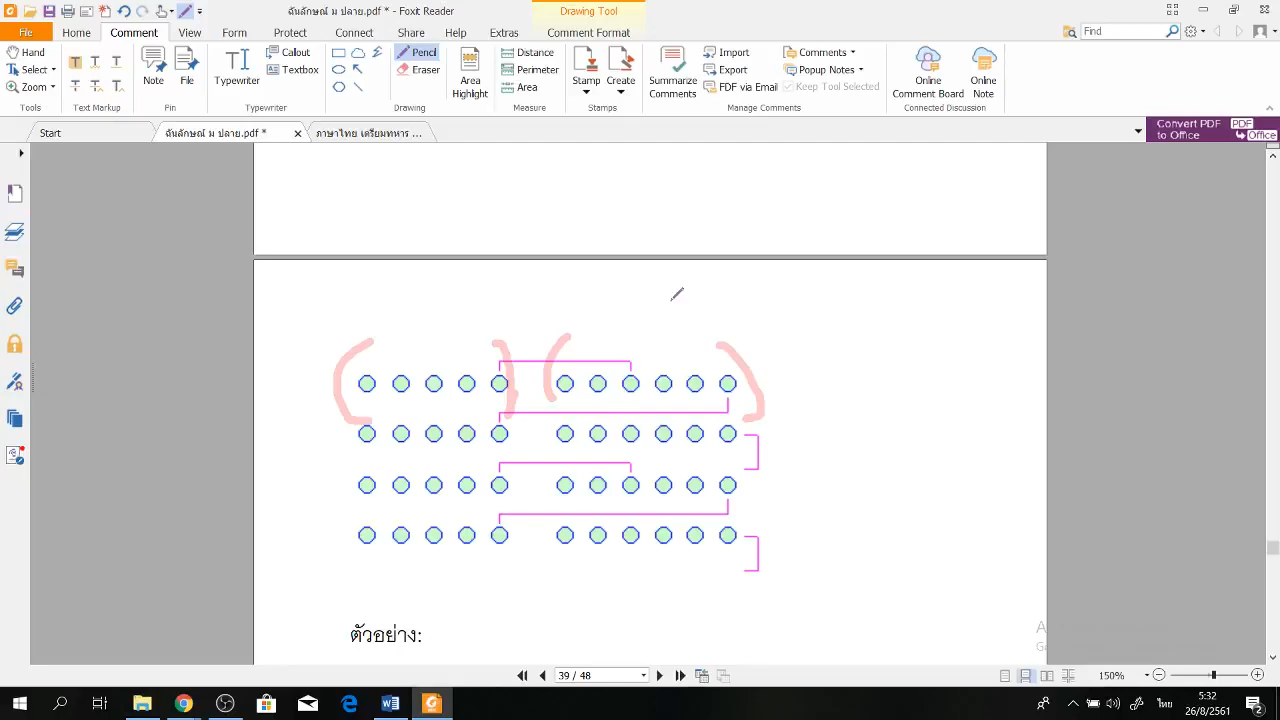 ฉันลักษณ์ ม ปลาย.pdf * - Foxit Reader
Drawing Tool
File
Home
Comment
View
Form
Protect
Connect
Share
Help
Extras
Comment Format
Find
Hand
Select
Zoom
Tools
Text Markup
Note
File
Pin
Typewriter
Callout
Textbox
Typewriter
Pencil
Eraser
Drawing
Area Highlight
Distance
Perimeter
Area
Measure
Stamp
Create
Stamps
Summarize Comments
Import
Export
FDF via Email
Comments
Popup Notes
Keep Tool Selected
Manage Comments
Online Comment Board
Online Note
Connected Discussion
Start
ฉันลักษณ์ ม ปลาย.pdf *
ภาษาไทย เตรียมทหาร ...
Convert PDF to Office
PDF
Office
ตัวอย่าง:
39 / 48
150%
5:32
ไทย
26/8/2561
2